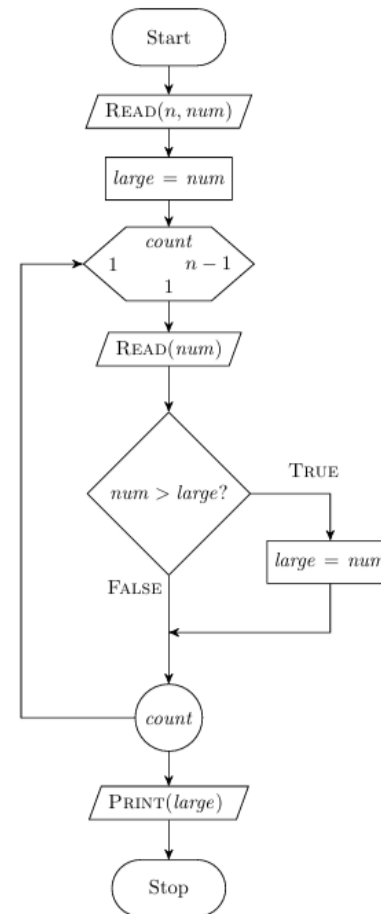 Start
READ(n, num)
large = num
count
1 n − 1
1
READ(num)
TRUE
num > large?
large = num
FALSE
count
PRINT(large)
Stop